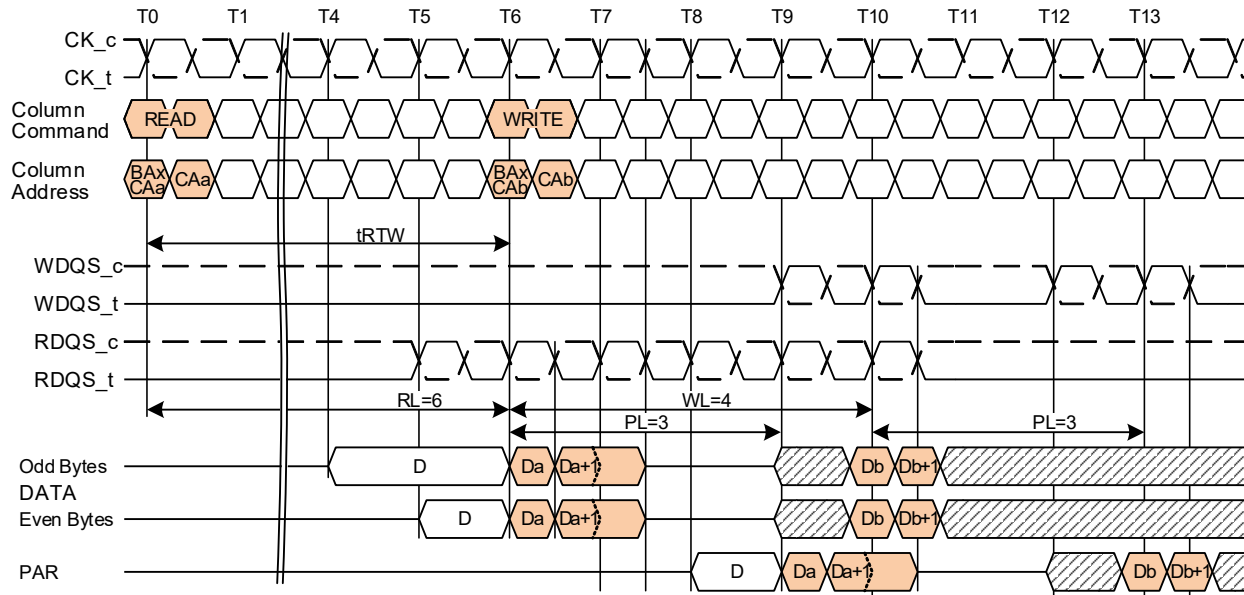 T0 T1 T4 T5 T6 T7 T8 T9 T10 T11 T12 T13
CK_c
CK_t
Column
Command
READ WRITE
Column
Address
BAx
CAa
CAa
BAx
CAb
CAb
tRTW
WDQS_c
WDQS_t
RDQS_c
RDQS_t
RL=6 WL=4
PL=3 PL=3
Odd Bytes D Da Da+1 Db Db+1
DATA
Even Bytes D Da Da+1 Db Db+1
PAR D Da Da+1 Db Db+1